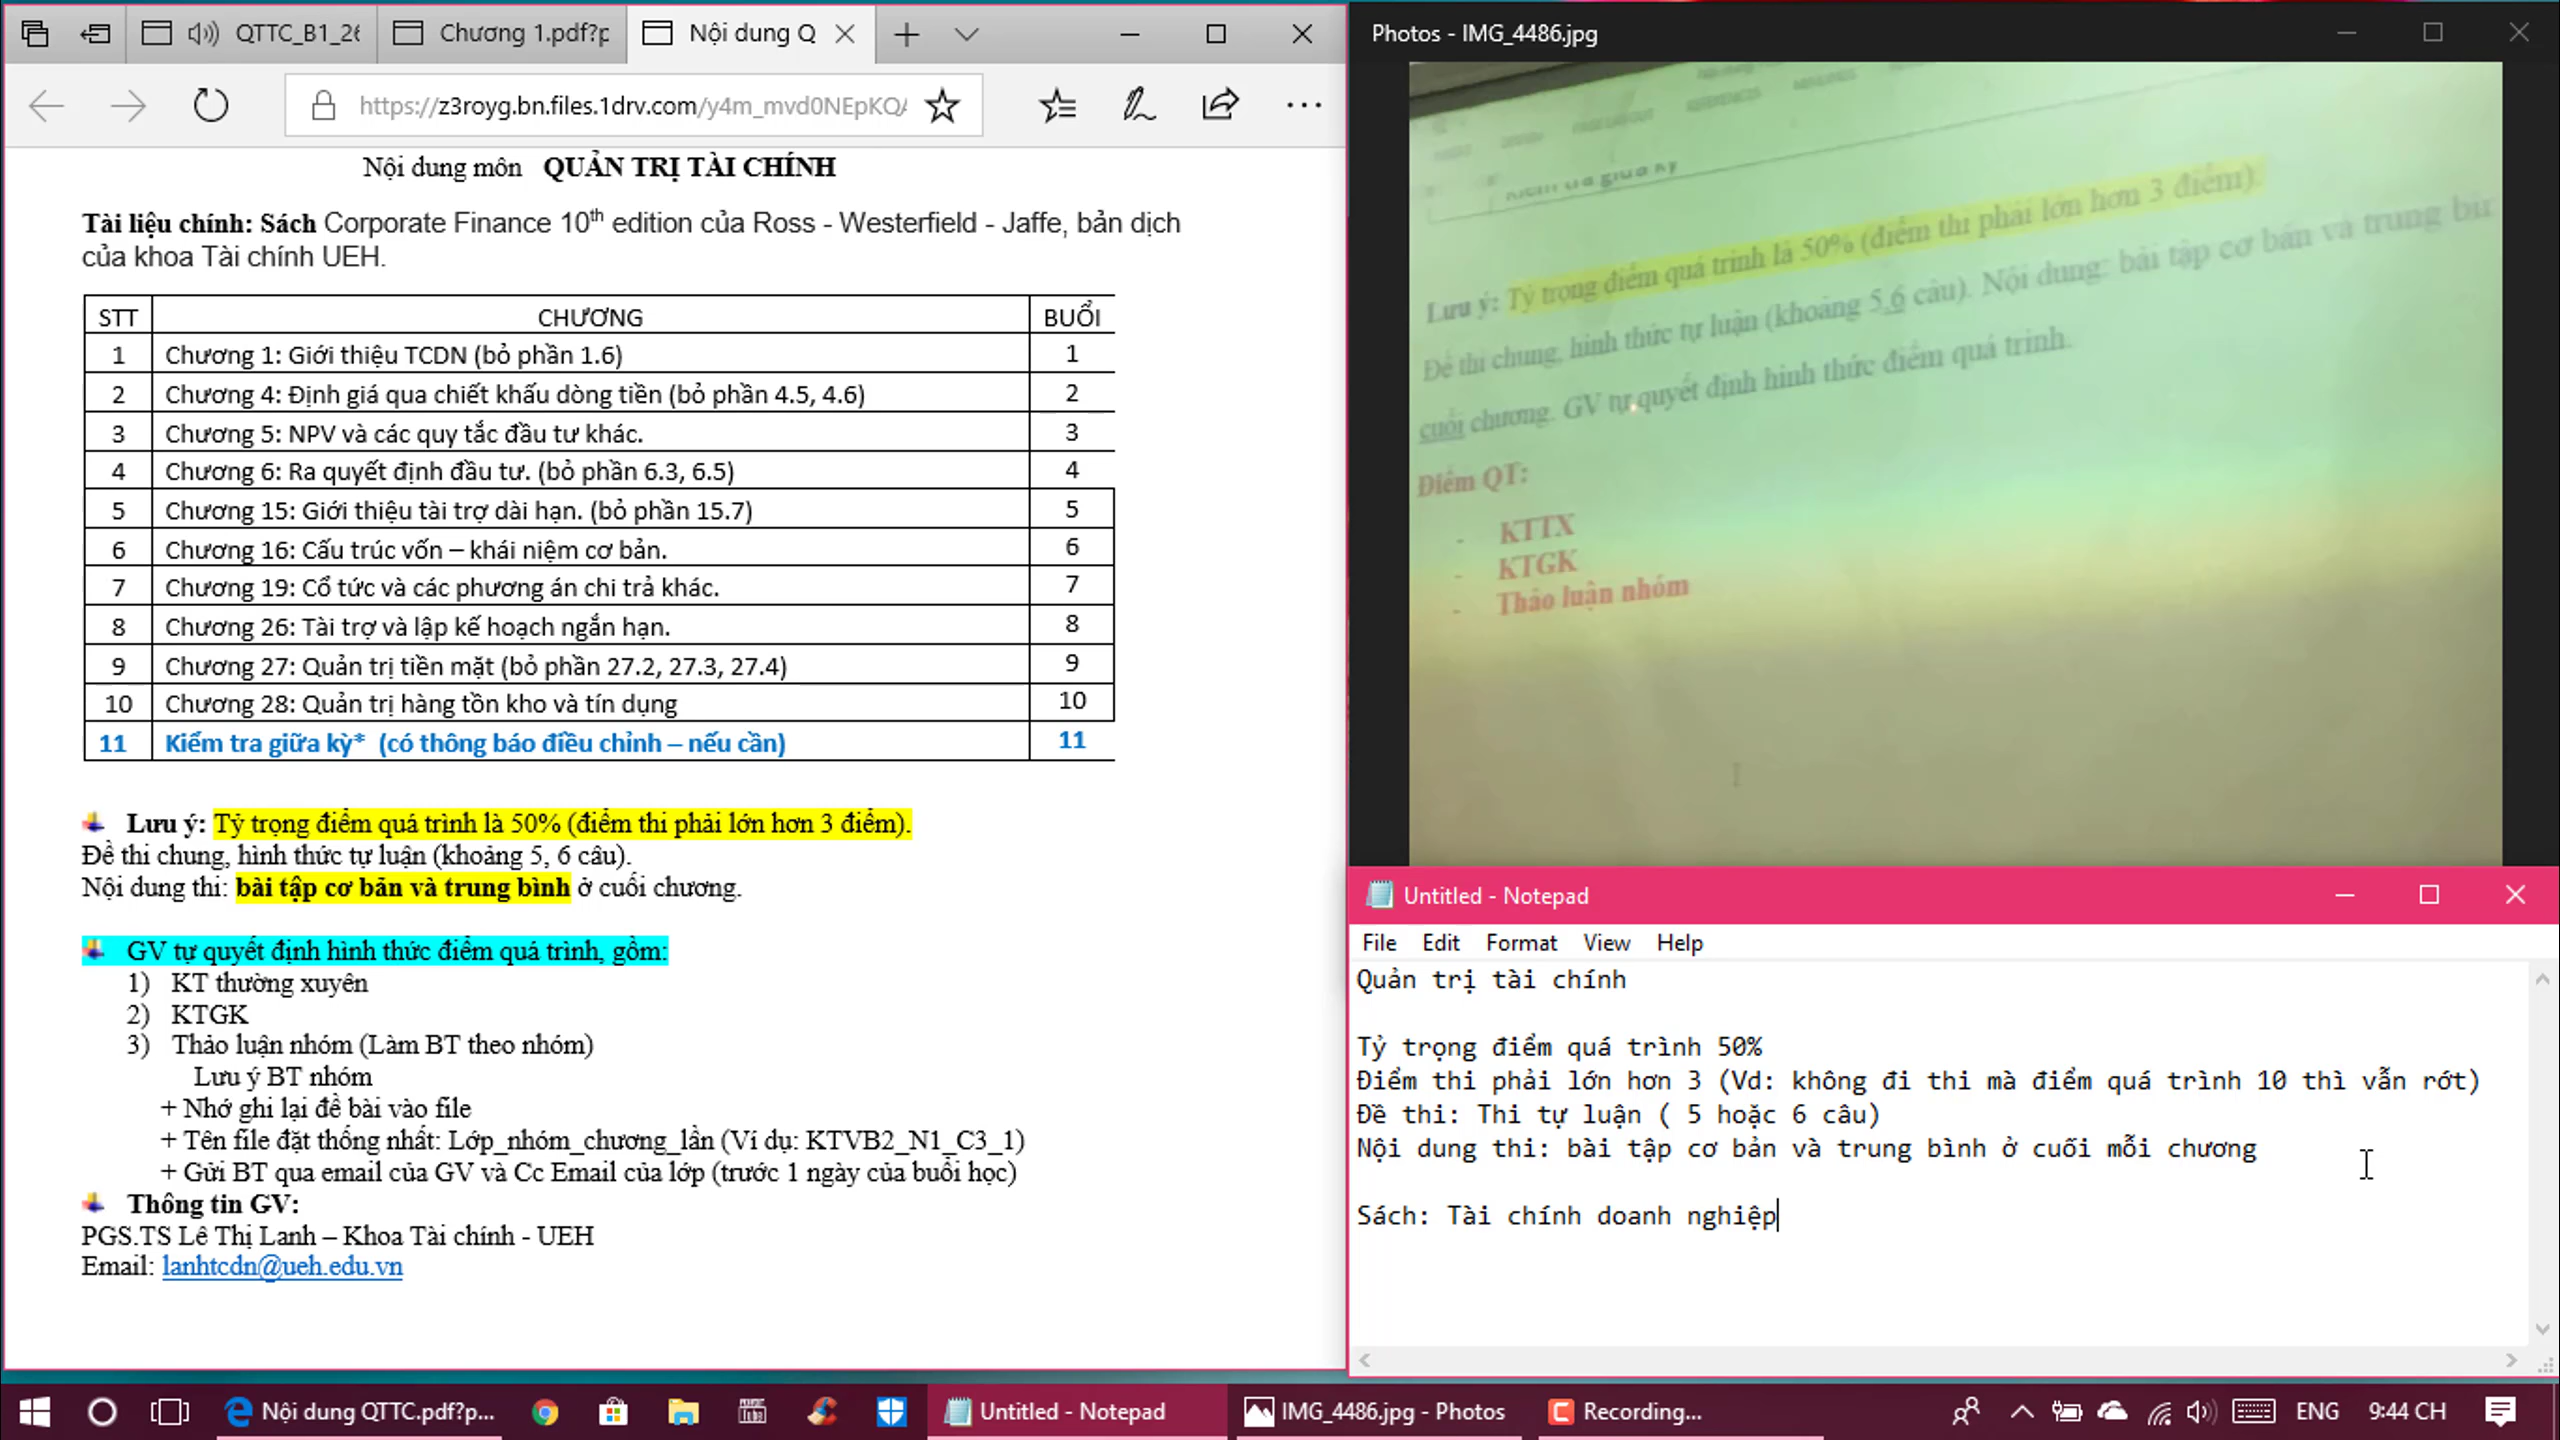 QTTC_B1_26
Chương 1.pdf?p
Nội dung Q
https://z3royg.bn.files.1drv.com/y4m_mvd0NEpKQA
Nội dung môn QUẢN TRỊ TÀI CHÍNH
Tài liệu chính: Sách Corporate Finance 10th edition của Ross - Westerfield - Jaffe, bản dịch
của khoa Tài chính UEH.
STT CHƯƠNG BUỔI
1 Chương 1: Giới thiệu TCDN (bỏ phần 1.6) 1
2 Chương 4: Định giá qua chiết khấu dòng tiền (bỏ phần 4.5, 4.6) 2
3 Chương 5: NPV và các quy tắc đầu tư khác. 3
4 Chương 6: Ra quyết định đầu tư. (bỏ phần 6.3, 6.5) 4
5 Chương 15: Giới thiệu tài trợ dài hạn. (bỏ phần 15.7) 5
6 Chương 16: Cấu trúc vốn – khái niệm cơ bản. 6
7 Chương 19: Cổ tức và các phương án chi trả khác. 7
8 Chương 26: Tài trợ và lập kế hoạch ngắn hạn. 8
9 Chương 27: Quản trị tiền mặt (bỏ phần 27.2, 27.3, 27.4) 9
10 Chương 28: Quản trị hàng tồn kho và tín dụng 10
11 Kiểm tra giữa kỳ* (có thông báo điều chỉnh – nếu cần) 11
Lưu ý: Tỷ trọng điểm quá trình là 50% (điểm thi phải lớn hơn 3 điểm).
Đề thi chung, hình thức tự luận (khoảng 5, 6 câu).
Nội dung thi: bài tập cơ bản và trung bình ở cuối chương.
GV tự quyết định hình thức điểm quá trình, gồm:
1) KT thường xuyên
2) KTGK
3) Thảo luận nhóm (Làm BT theo nhóm)
Lưu ý BT nhóm
+ Nhớ ghi lại đề bài vào file
+ Tên file đặt thống nhất: Lớp_nhóm_chương_lần (Ví dụ: KTVB2_N1_C3_1)
+ Gửi BT qua email của GV và Cc Email của lớp (trước 1 ngày của buổi học)
Thông tin GV:
PGS.TS Lê Thị Lanh – Khoa Tài chính - UEH
Email: lanhtcdn@ueh.edu.vn
Photos - IMG_4486.jpg
Kiểm tra giữa kỳ
Lưu ý: Tỷ trọng điểm quá trình là 50% (điểm thi phải lớn hơn 3 điểm).
Đề thi chung, hình thức tự luận (khoảng 5,6 câu). Nội dung: bài tập cơ bản và trung bìn
cuối chương. GV tự quyết định hình thức điểm quá trình.
Điểm QT:
- KTTX
- KTGK
- Thảo luận nhóm
Untitled - Notepad
File Edit Format View Help
Quản trị tài chính
Tỷ trọng điểm quá trình 50%
Điểm thi phải lớn hơn 3 (Vd: không đi thi mà điểm quá trình 10 thì vẫn rớt)
Đề thi: Thi tự luận ( 5 hoặc 6 câu)
Nội dung thi: bài tập cơ bản và trung bình ở cuối mỗi chương
Sách: Tài chính doanh nghiệp
Nội dung QTTC.pdf?p...
Untitled - Notepad
IMG_4486.jpg - Photos
Recording...
ENG
9:44 CH